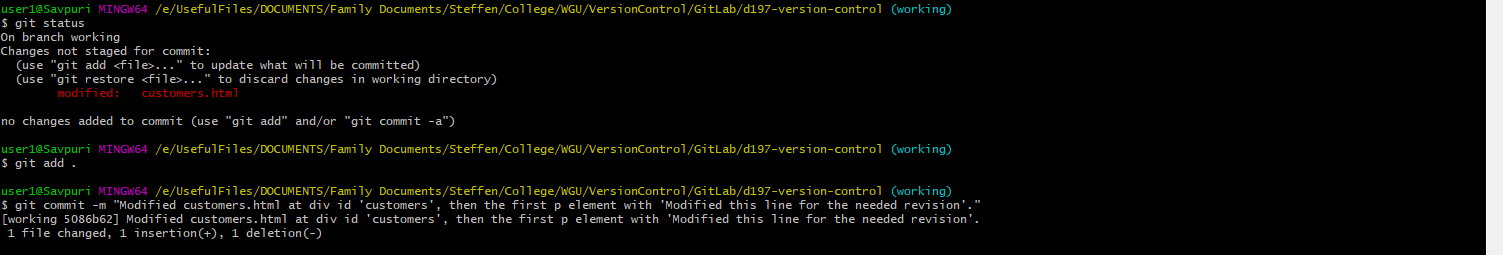 user1@Savpuri MINGW64 /e/UsefulFiles/DOCUMENTS/Family Documents/Steffen/College/WGU/VersionControl/GitLab/d197-version-control (working)
$ git status
On branch working
Changes not staged for commit:
  (use "git add <file>..." to update what will be committed)
  (use "git restore <file>..." to discard changes in working directory)
        modified:   customers.html

no changes added to commit (use "git add" and/or "git commit -a")

user1@Savpuri MINGW64 /e/UsefulFiles/DOCUMENTS/Family Documents/Steffen/College/WGU/VersionControl/GitLab/d197-version-control (working)
$ git add .

user1@Savpuri MINGW64 /e/UsefulFiles/DOCUMENTS/Family Documents/Steffen/College/WGU/VersionControl/GitLab/d197-version-control (working)
$ git commit -m "Modified customers.html at div id 'customers', then the first p element with 'Modified this line for the needed revision'."
[working 5086b62] Modified customers.html at div id 'customers', then the first p element with 'Modified this line for the needed revision'.
 1 file changed, 1 insertion(+), 1 deletion(-)